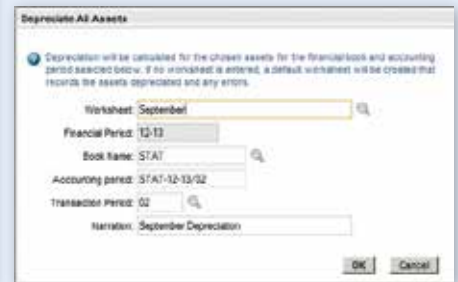 Depreciate All Assets
Depreciation will be calculated for the chosen assets for the financial book and accounting
period selected below. If no worksheet is entered, a default worksheet will be created that
records the assets depreciated and any errors.
Worksheet: September
Financial Period: 12-13
Book Name: STAT
Accounting period: STAT-12-13/02
Transaction Period: 02
Narration: September Depreciation
OK Cancel